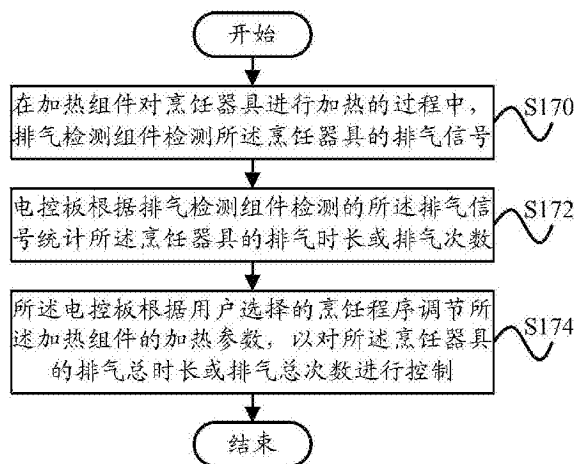 开始
在加热组件对烹饪器具进行加热的过程中，
排气检测组件检测所述烹饪器具的排气信号
S170
电控板根据排气检测组件检测的所述排气信
号统计所述烹饪器具的排气时长或排气次数
S172
所述电控板根据用户选择的烹饪程序调节所
述加热组件的加热参数，以对所述烹饪器具
的排气总时长或排气总次数进行控制
S174
结束